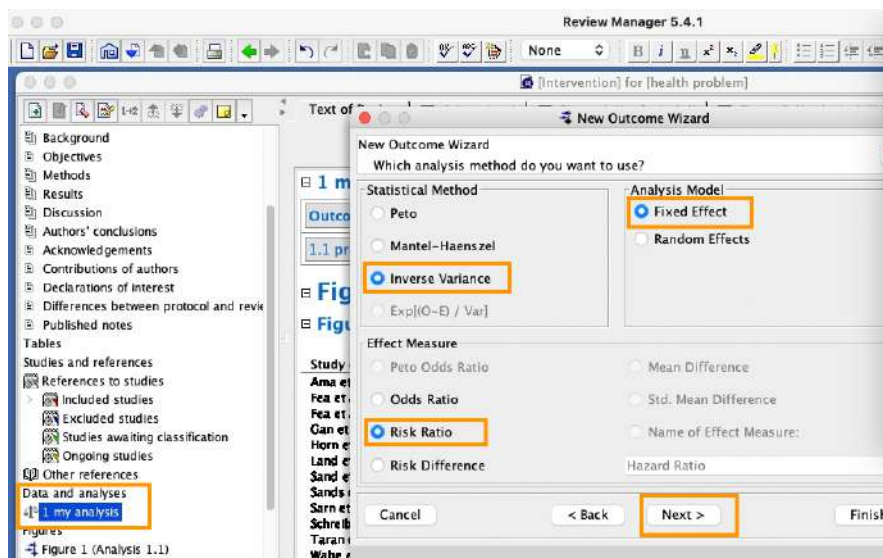 Review Manager 5.4.1
None
B i u x² x₂
[Intervention] for [health problem]
Text of
Background
Objectives
Methods
Results
Discussion
Authors' conclusions
Acknowledgements
Contributions of authors
Declarations of interest
Differences between protocol and revie
Published notes
Tables
Studies and references
References to studies
Included studies
Excluded studies
Studies awaiting classification
Ongoing studies
Other references
Data and analyses
1 my analysis
Figures
Figure 1 (Analysis 1.1)
1 m
Outco
1.1 pr
Fig
Figu
Study
Ama et
Fea et
Fea et
Gan et
Horn e
Land e
Sand e
Sands
Sarn et
Schreib
Taran
Wahe
New Outcome Wizard
New Outcome Wizard
Which analysis method do you want to use?
Statistical Method
Peto
Mantel-Haenszel
Inverse Variance
Exp[(O-E) / Var]
Analysis Model
Fixed Effect
Random Effects
Effect Measure
Peto Odds Ratio
Odds Ratio
Risk Ratio
Risk Difference
Mean Difference
Std. Mean Difference
Name of Effect Measure:
Hazard Ratio
Cancel
< Back
Next >
Finish